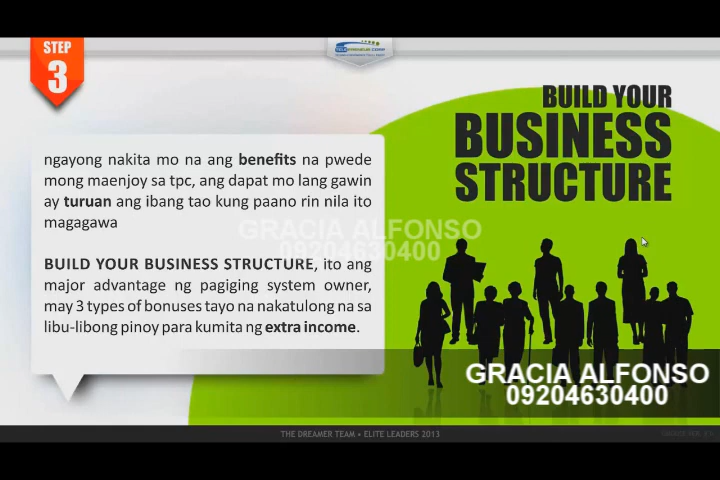 STEP
3
BUILD YOUR
BUSINESS
STRUCTURE
ngayong nakita mo na ang benefits na pwede
mong maenjoy sa tpc, ang dapat mo lang gawin
ay turuan ang ibang tao kung paano rin nila ito
magagawa
GRACIA ALFONSO
09204630400
BUILD YOUR BUSINESS STRUCTURE, ito ang
major advantage ng pagiging system owner,
may 3 types of bonuses tayo na nakatulong na sa
libu-libong pinoy para kumita ng extra income.
GRACIA ALFONSO
09204630400
THE DREAMER TEAM • ELITE LEADERS 2013